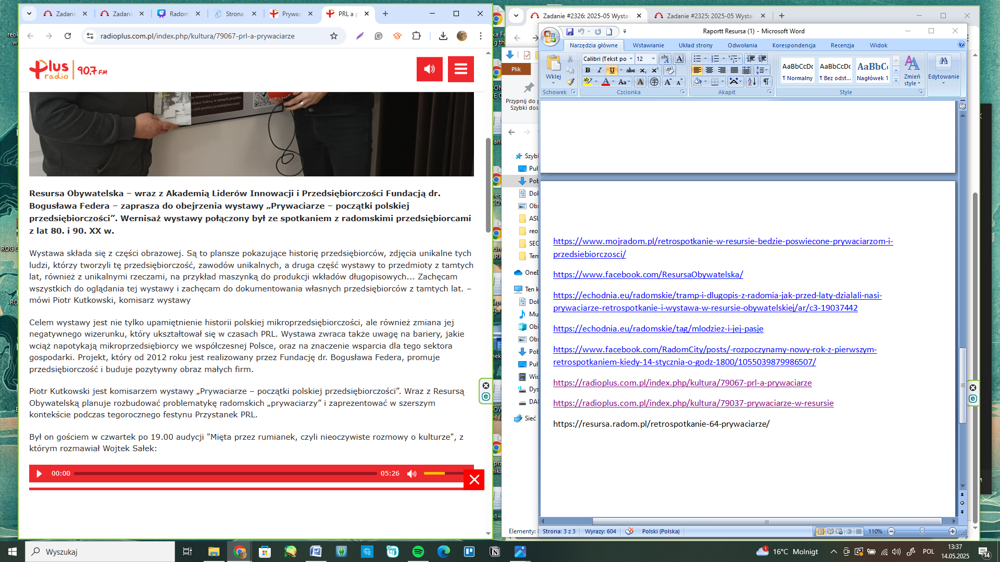 Zadani
Zadani
Radom
Strona
Prywac
PRL a p
radioplus.com.pl/index.php/kultura/79067-prl-a-prywaciarze
plus radio 90,7 FM
Resursa Obywatelska – wraz z Akademią Liderów Innowacji i Przedsiębiorczości Fundacją dr.
Bogusława Federa – zaprasza do obejrzenia wystawy „Prywaciarze – początki polskiej
przedsiębiorczości”. Wernisaż wystawy połączony był ze spotkaniem z radomskimi przedsiębiorcami
z lat 80. i 90. XX w.
Wystawa składa się z części obrazowej. Są to plansze pokazujące historię przedsiębiorców, zdjęcia unikalne tych
ludzi, którzy tworzyli tę przedsiębiorczość, zawodów unikalnych, a druga część wystawy to przedmioty z tamtych
lat, również z unikalnymi rzeczami, na przykład maszynką do produkcji wkładów długopisowych... Zachęcam
wszystkich do oglądania tej wystawy i zachęcam do dokumentowania własnych przedsiębiorców z tamtych lat. –
mówi Piotr Kutkowski, komisarz wystawy
Celem wystawy jest nie tylko upamiętnienie historii polskiej mikroprzedsiębiorczości, ale również zmiana jej
negatywnego wizerunku, który ukształtował się w czasach PRL. Wystawa zwraca także uwagę na bariery, jakie
wciąż napotykają mikroprzedsiębiorcy we współczesnej Polsce, oraz na znaczenie wsparcia dla tego sektora
gospodarki. Projekt, który od 2012 roku jest realizowany przez Fundację dr. Bogusława Federa, promuje
przedsiębiorczość i buduje pozytywny obraz małych firm.
Piotr Kutkowski jest komisarzem wystawy „Prywaciarze – początki polskiej przedsiębiorczości”. Wraz z Resursą
Obywatelską planuje rozbudować problematykę radomskich „prywaciarzy” i zaprezentować w szerszym
kontekście podczas tegorocznego festynu Przystanek PRL.
Był on gościem w czwartek po 19.00 audycji "Mięta przez rumianek, czyli nieoczywiste rozmowy o kulturze", z
którym rozmawiał Wojtek Sałek:
00:00
05:26
Zadanie #2326: 2025-05 Wysta
Zadanie #2325: 2025-05 Wysta
Plik
Przypnij do p
Szybki dos
Szybl
Pul
Pob
Dok
Obr
ASU
reo
SEC
Ten
OneD
Ten k
Dok
Mu
Obi
Obr
Pob
Pul
Wid
Dys
DAI
Sieć
Elementy:
Raportt Resursa (1) - Microsoft Word
Narzędzia główne
Wstawianie
Układ strony
Odwołania
Korespondencja
Recenzja
Widok
Wklej
Schowek
Calibri (Tekst po
12
Czcionka
Akapit
AaBbCcDc
¶ Normalny
AaBbCcDc
¶ Bez odst...
AaBbC
Nagłówek 1
Zmień style
Style
Edytowanie
https://www.mojradom.pl/retrospotkanie-w-resursie-bedzie-poswiecone-prywaciarzom-i-
przedsiebiorczosci/
https://www.facebook.com/ResursaObywatelska/
https://echodnia.eu/radomskie/tramp-i-dlugopis-z-radomia-jak-przed-laty-dzialali-nasi-
prywaciarze-retrospotkanie-i-wystawa-w-resursie-obywatelskiej/ar/c3-19037442
https://echodnia.eu/radomskie/tag/mlodziez-i-jej-pasje
https://www.facebook.com/RadomCity/posts/-rozpoczynamy-nowy-rok-z-pierwszym-
retrospotkaniem-kiedy-14-stycznia-o-godz-1800/1055039879986507/
https://radioplus.com.pl/index.php/kultura/79067-prl-a-prywaciarze
https://radioplus.com.pl/index.php/kultura/79037-prywaciarze-w-resursie
https://resursa.radom.pl/retrospotkanie-64-prywaciarze/
Strona: 3 z 3
Wyrazy: 604
Polski (Polska)
110%
Wyszukaj
16°C Molnigt
POL
13:37
14.05.2025
14